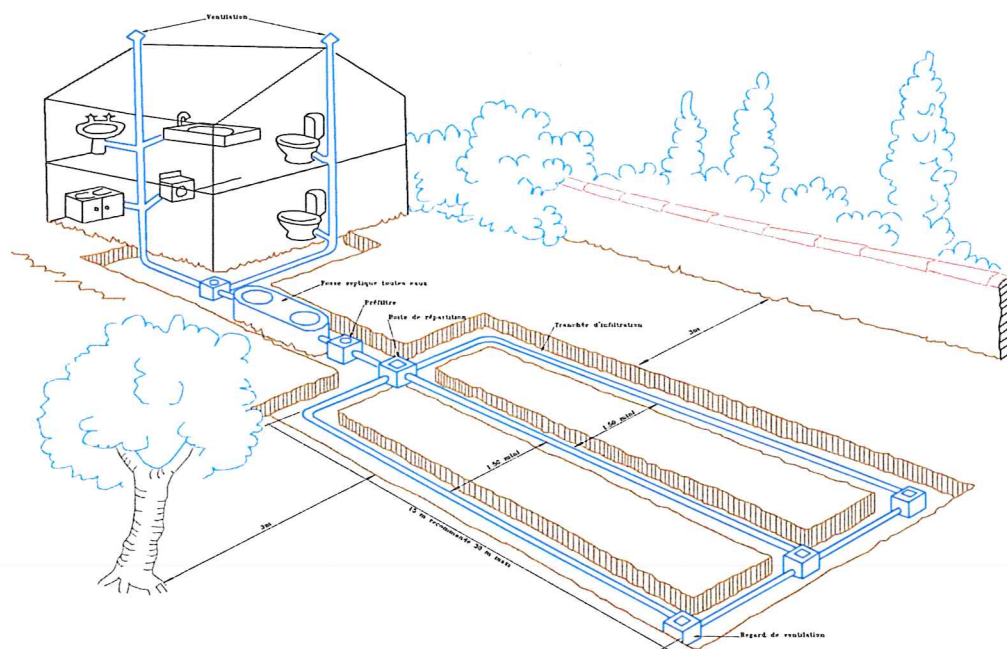 Ventilation
Fosse septique toutes eaux
Préfiltre
Boite de répartition
Tranchée d'infiltration
3m
1.50 mini
1.50 mini
3m
15 m recommendé 30 m maxi
Regard de ventilation